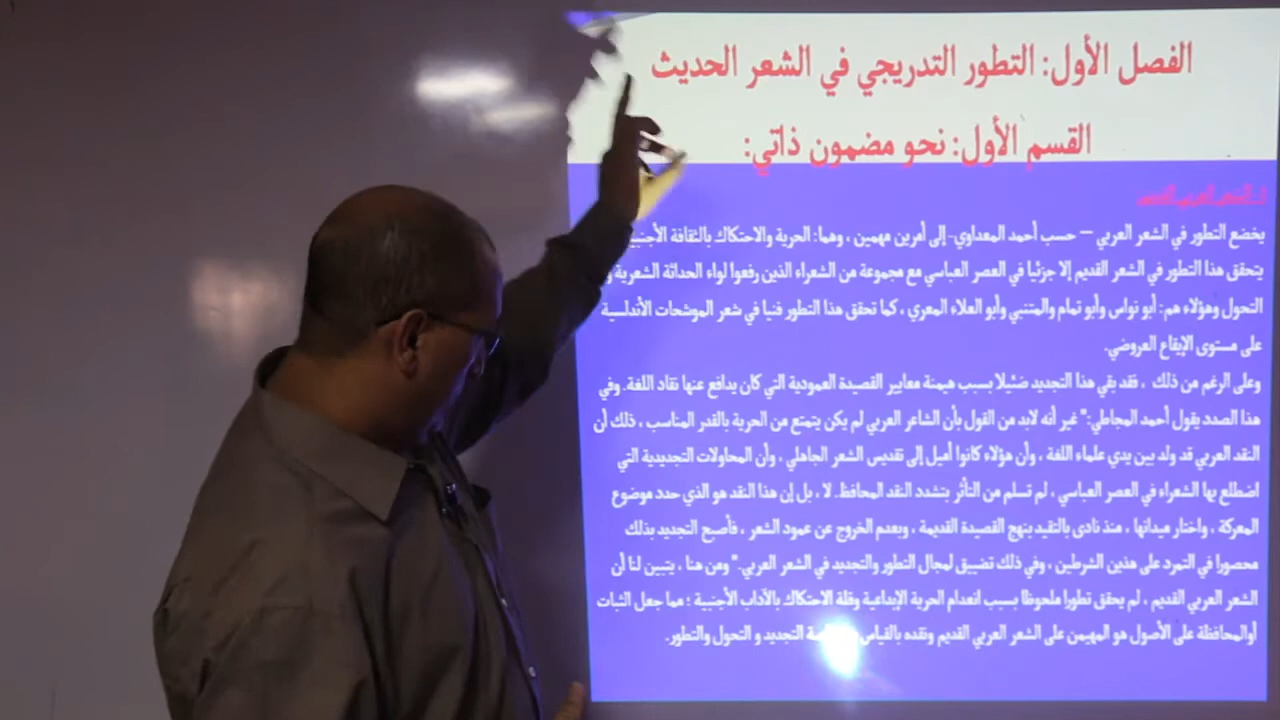 الفصل الأول: التطور التدريجي في الشعر الحديث
القسم الأول: نحو مضمون ذاتي:
يخضع التطور في الشعر العربي – حسب أحمد المعداوي- إلى أمرين مهمين ، وهما: الحرية والاحتكاك بالثقافة
يتحقق هذا التطور في الشعر القديم إلا جزئيا في العصر العباسي مع مجموعة من الشعراء الذين رفعوا لواء الحداثة الشعرية
التحول وهؤلاء هم: أبو نواس وأبو تمام والمتنبي وأبو العلاء المعري ، كما تحقق هذا التطور فنيا في شعر الموشحات الأندلسية
على مستوى الإيقاع العروضي.
وعلى الرغم من ذلك ، فقد بقي هذا التجديد ضئيلا بسبب هيمنة معايير القصيدة العمودية التي كان يدافع عنها نقاد اللغة. وفي
هذا الصدد يقول أحمد المجاطي:"غير أنه لابد من القول بأن الشاعر العربي لم يكن يتمتع من الحرية بالقدر المناسب ، ذلك أن
النقد العربي قد ولد بين يدي علماء اللغة ، وأن هؤلاء كانوا أميل إلى تقديس الشعر الجاهلي ، وأن المحاولات التجديدية التي
اضطلع بها الشعراء في العصر العباسي ، لم تسلم من التأثر بتشدد النقد المحافظ. لا ، بل إن هذا النقد هو الذي حدد موضوع
المعركة ، واختار ميدانها ، منذ نادى بالتقيد بنهج القصيدة القديمة ، وبعدم الخروج عن عمود الشعر ، فأصبح التجديد بذلك
محصورا في التمرد على هذين الشرطين ، وفي ذلك تضييق لمجال التطور والتجديد في الشعر العربي." ومن هنا ، يتبين لنا أن
الشعر العربي القديم ، لم يحقق تطورا ملحوظا بسبب انعدام الحرية الإبداعية وقلة الاحتكاك بالآداب الأجنبية ؛ مما جعل الثبات
أوالمحافظة على الأصول هو المهيمن على الشعر العربي القديم ونقده بالقياس التجديد و التحول والتطور.